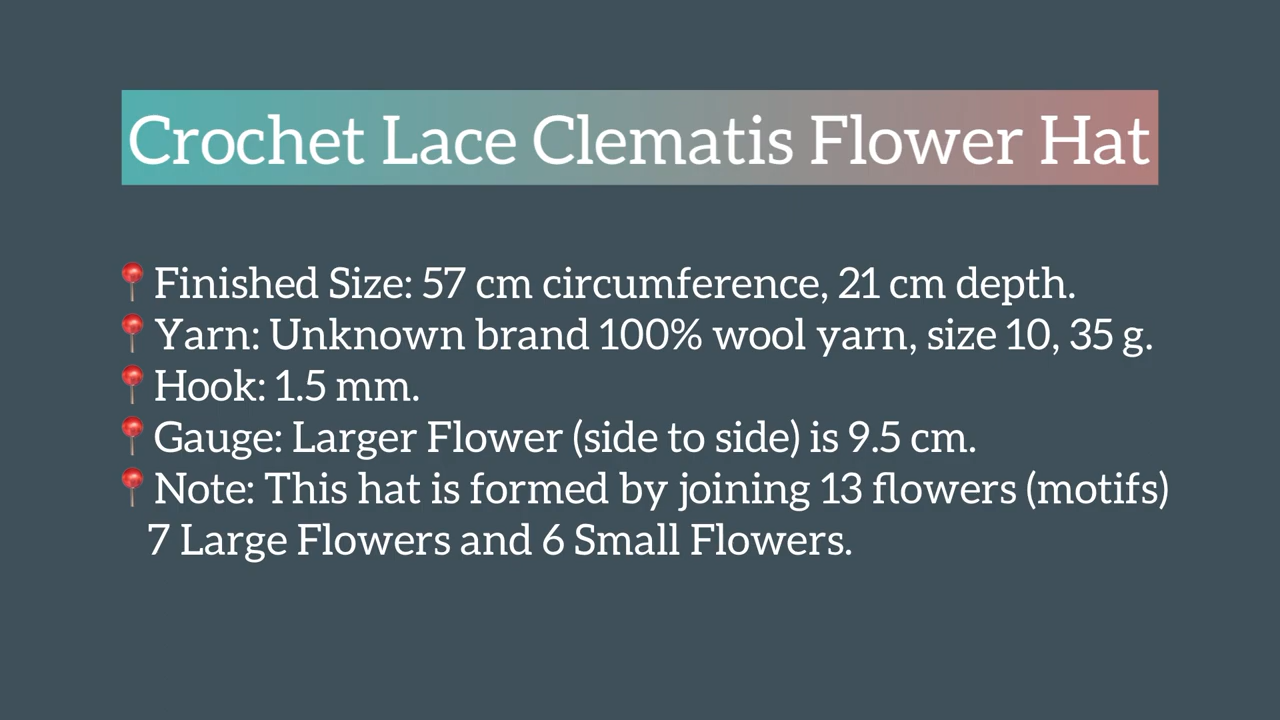 Crochet Lace Clematis Flower Hat
📍Finished Size: 57 cm circumference, 21 cm depth.
📍Yarn: Unknown brand 100% wool yarn, size 10, 35 g.
📍Hook: 1.5 mm.
📍Gauge: Larger Flower (side to side) is 9.5 cm.
📍Note: This hat is formed by joining 13 flowers (motifs)
7 Large Flowers and 6 Small Flowers.